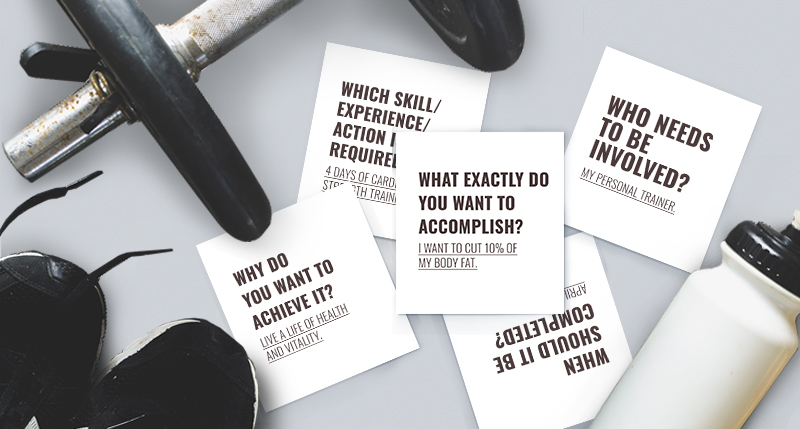 WHICH SKILL/
EXPERIENCE/
ACTION
4 DAYS OF
WHO NEEDS
TO BE
INVOLVED?
MY PERSONAL TRAINER.
WHAT EXACTLY DO
YOU WANT TO
ACCOMPLISH?
I WANT TO CUT 10% OF
MY BODY FAT.
WHY DO
YOU WANT TO
ACHIEVE IT?
LIVE A LIFE OF HEALTH
AND VITALITY.
WHEN
SHOULD IT BE
COMPLETED?
APRIL